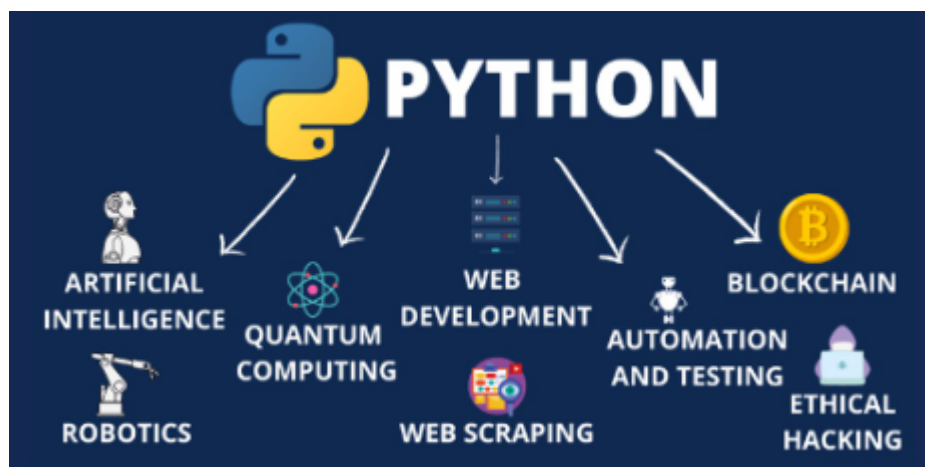 PYTHON
ARTIFICIAL
INTELLIGENCE
QUANTUM
COMPUTING
WEB
DEVELOPMENT
AUTOMATION
AND TESTING
BLOCKCHAIN
ROBOTICS
WEB SCRAPING
ETHICAL
HACKING